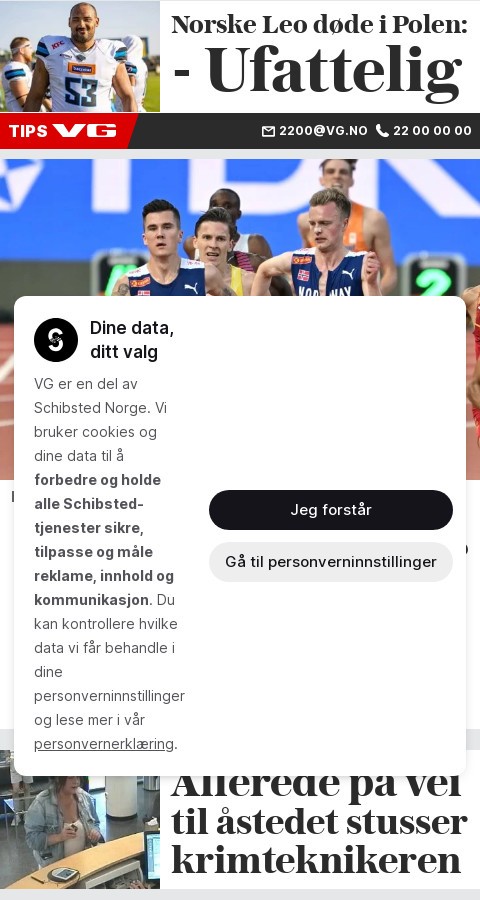 Norske Leo døde i Polen:
- Ufattelig
KFC
53
TIPS VG
2200@VG.NO 22 00 00 00
NORWAY
Dine data,
ditt valg
VG er en del av
Schibsted Norge. Vi
bruker cookies og
dine data til å
forbedre og holde
alle Schibsted-
tjenester sikre,
tilpasse og måle
reklame, innhold og
kommunikasjon. Du
kan kontrollere hvilke
data vi får behandle i
dine
personverninnstillinger
og lese mer i vår
personvernerklæring.
Jeg forstår
Gå til personverninnstillinger
Allerede på vei
til åstedet stusser
krimteknikeren